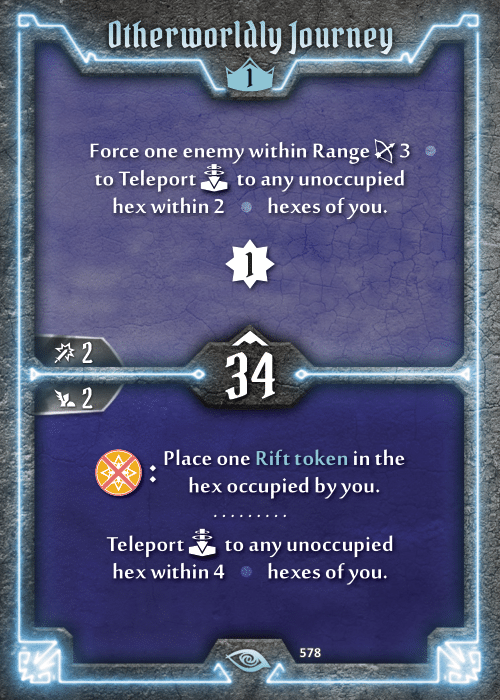 Otherworldly Journey
1
Force one enemy within Range 3
to Teleport to any unoccupied
hex within 2 hexes of you.
1
2
34
2
: Place one Rift token in the
hex occupied by you.
.........
Teleport to any unoccupied
hex within 4 hexes of you.
578